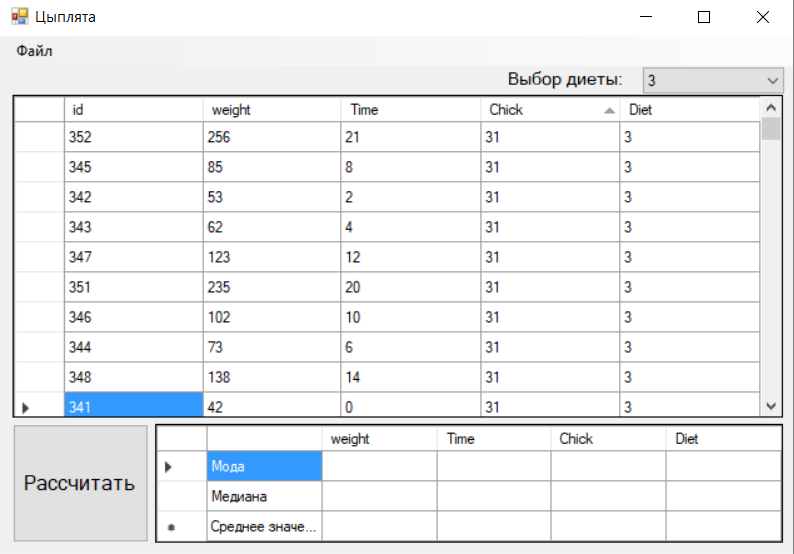 Цыплята
Файл
Выбор диеты: 3
id weight Time Chick Diet
352 256 21 31 3
345 85 8 31 3
342 53 2 31 3
343 62 4 31 3
347 123 12 31 3
351 235 20 31 3
346 102 10 31 3
344 73 6 31 3
348 138 14 31 3
341 42 0 31 3
Рассчитать
weight Time Chick Diet
Мода
Медиана
Среднее значе...